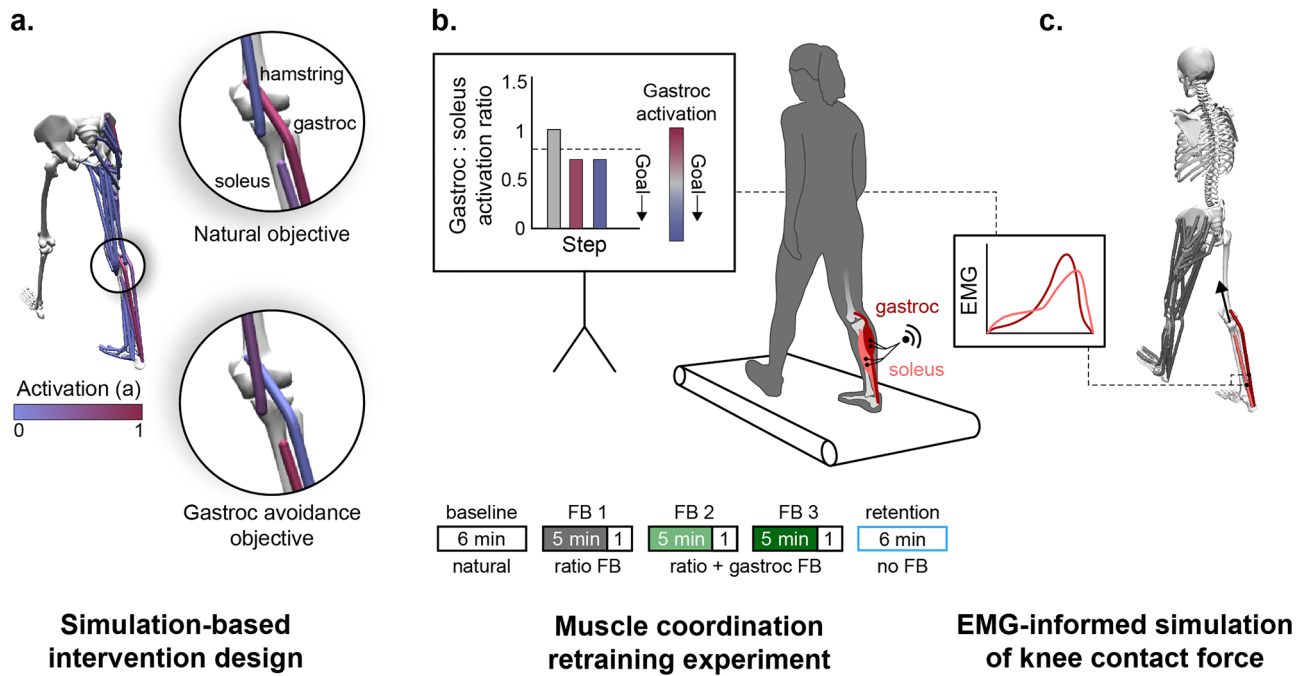 a.
hamstring
gastroc
soleus
Natural objective
Activation (a)
0
1
Gastroc avoidance
objective
Simulation-based
intervention design
b.
Gastroc : soleus
activation ratio
1.5
1
0.5
0
Step
Goal
Gastroc
activation
Goal
gastroc
soleus
baseline
FB 1
FB 2
FB 3
retention
6 min
5 min
1
5 min
1
5 min
1
6 min
natural
ratio FB
ratio + gastroc FB
no FB
Muscle coordination
retraining experiment
c.
EMG
EMG-informed simulation
of knee contact force